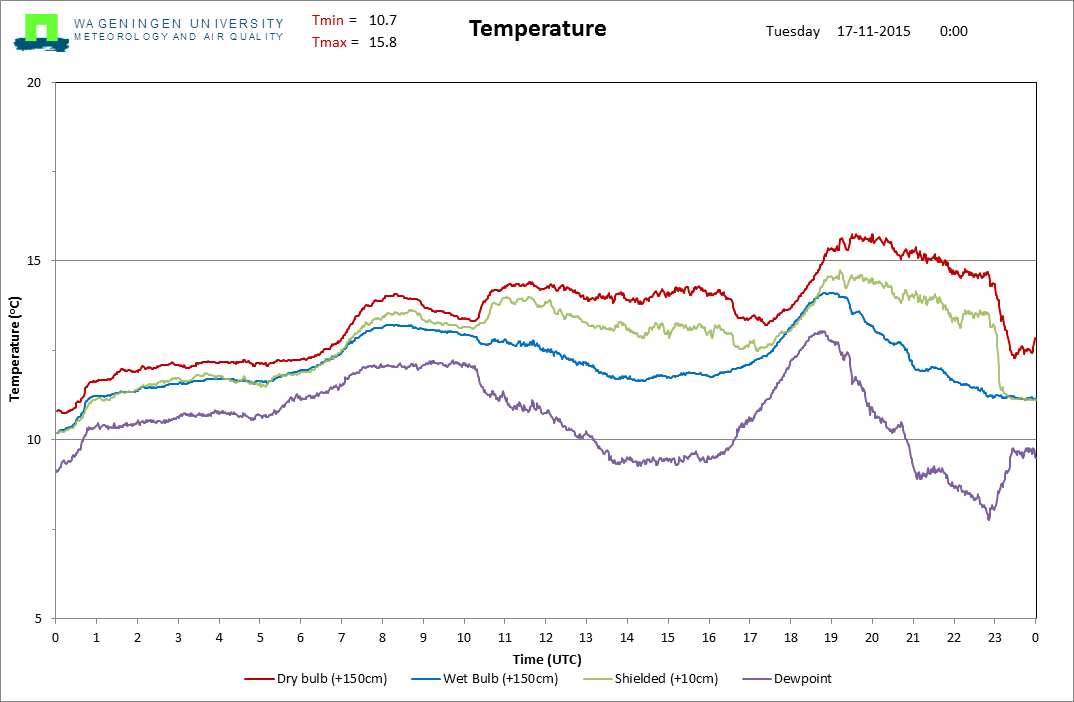 WAGENINGEN UNIVERSITY
METEOROLOGY AND AIR QUALITY
Tmin = 10.7
Tmax = 15.8
Temperature
Tuesday 17-11-2015 0:00
20
15
10
5
Temperature (ºC)
0 1 2 3 4 5 6 7 8 9 10 11 12 13 14 15 16 17 18 19 20 21 22 23 0
Time (UTC)
Dry bulb (+150cm) Wet Bulb (+150cm) Shielded (+10cm) Dewpoint